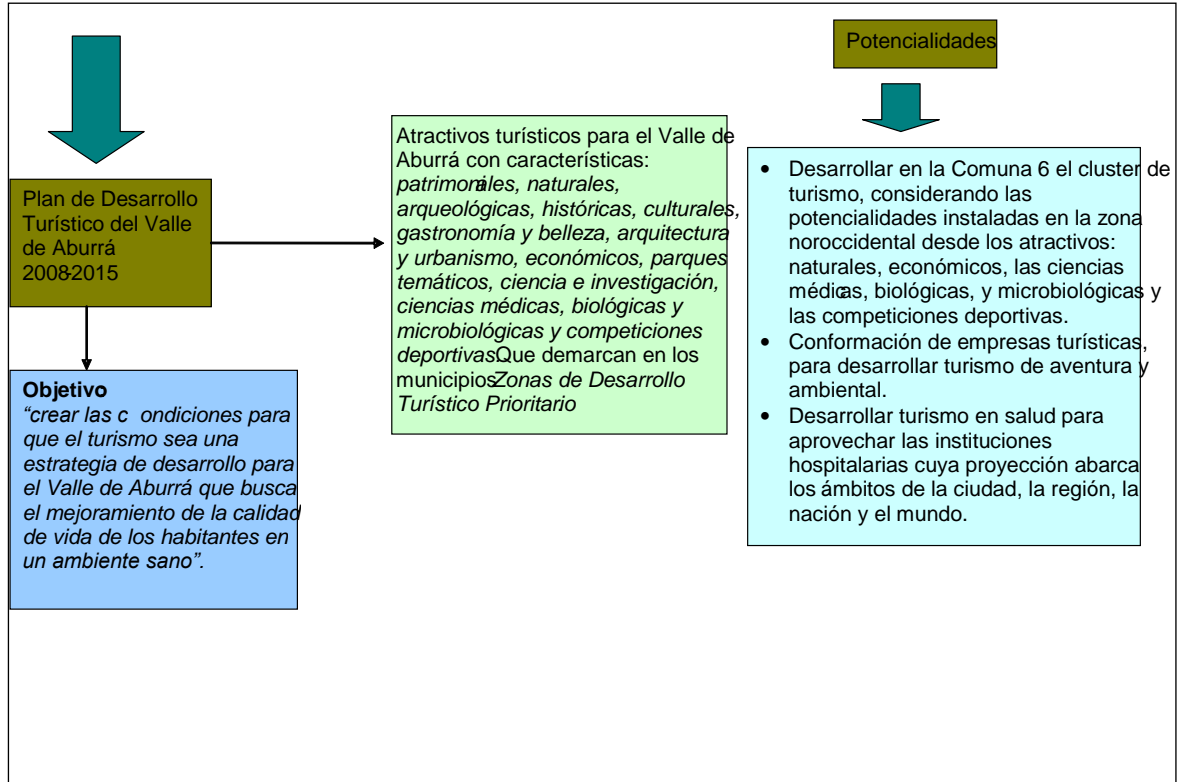 Plan de Desarrollo
Turístico del Valle
de Aburrá
2008-2015
Objetivo
“crear las c ondiciones para
que el turismo sea una
estrategia de desarrollo para
el Valle de Aburrá que busca
el mejoramiento de la calidad
de vida de los habitantes en
un ambiente sano”.
Atractivos turísticos para el Valle de
Aburrá con características:
patrimoniales, naturales,
arqueológicas, históricas, culturales,
gastronomía y belleza, arquitectura
y urbanismo, económicos, parques
temáticos, ciencia e investigación,
ciencias médicas, biológicas y
microbiológicas y competiciones
deportivas. Que demarcan en los
municipios Zonas de Desarrollo
Turístico Prioritario
Potencialidades
• Desarrollar en la Comuna 6 el cluster de
turismo, considerando las
potencialidades instaladas en la zona
noroccidental desde los atractivos:
naturales, económicos, las ciencias
médicas, biológicas, y microbiológicas y
las competiciones deportivas.
• Conformación de empresas turísticas,
para desarrollar turismo de aventura y
ambiental.
• Desarrollar turismo en salud para
aprovechar las instituciones
hospitalarias cuya proyección abarca
los ámbitos de la ciudad, la región, la
nación y el mundo.